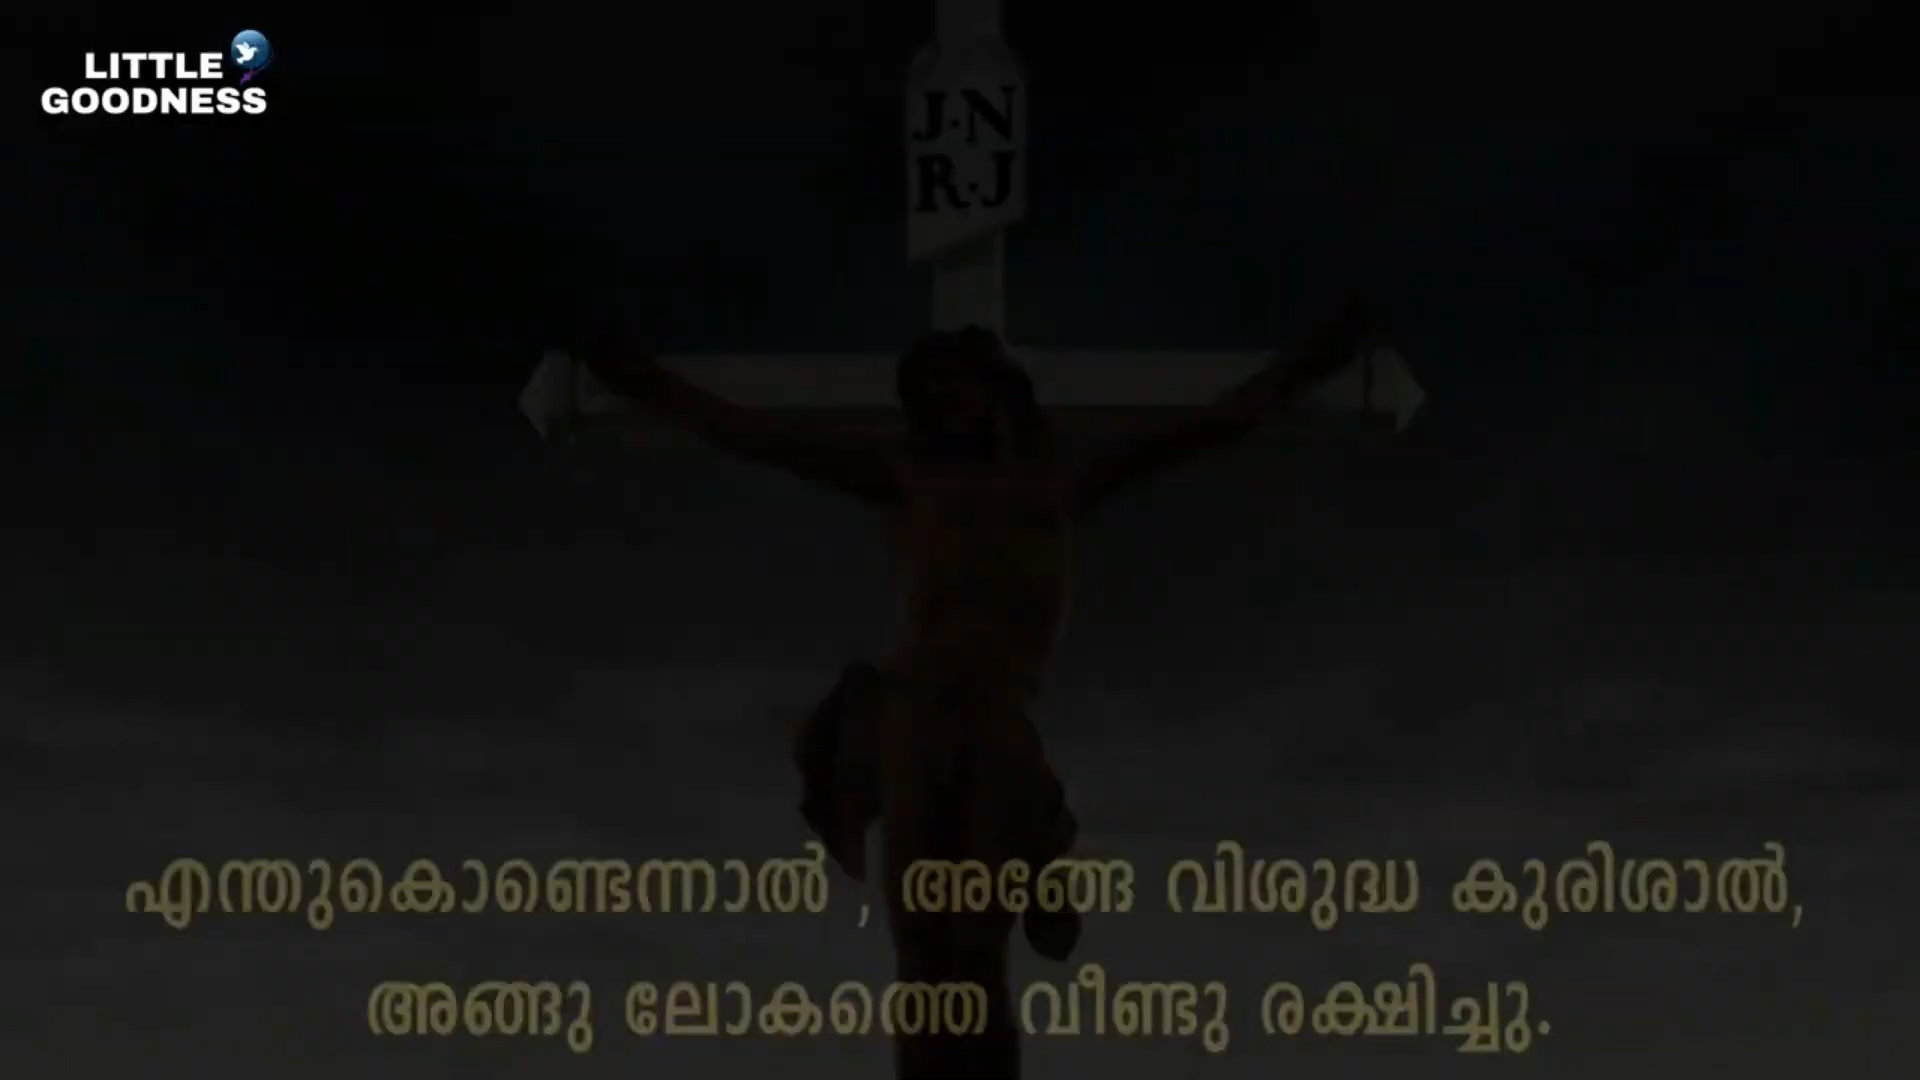 LITTLE
GOODNESS
J·N
R·J
എന്തുകൊണ്ടെന്നാൽ , അങ്ങേ വിശുദ്ധ കുരിശാൽ,
അങ്ങു ലോകത്തെ വീണ്ടു രക്ഷിച്ചു.